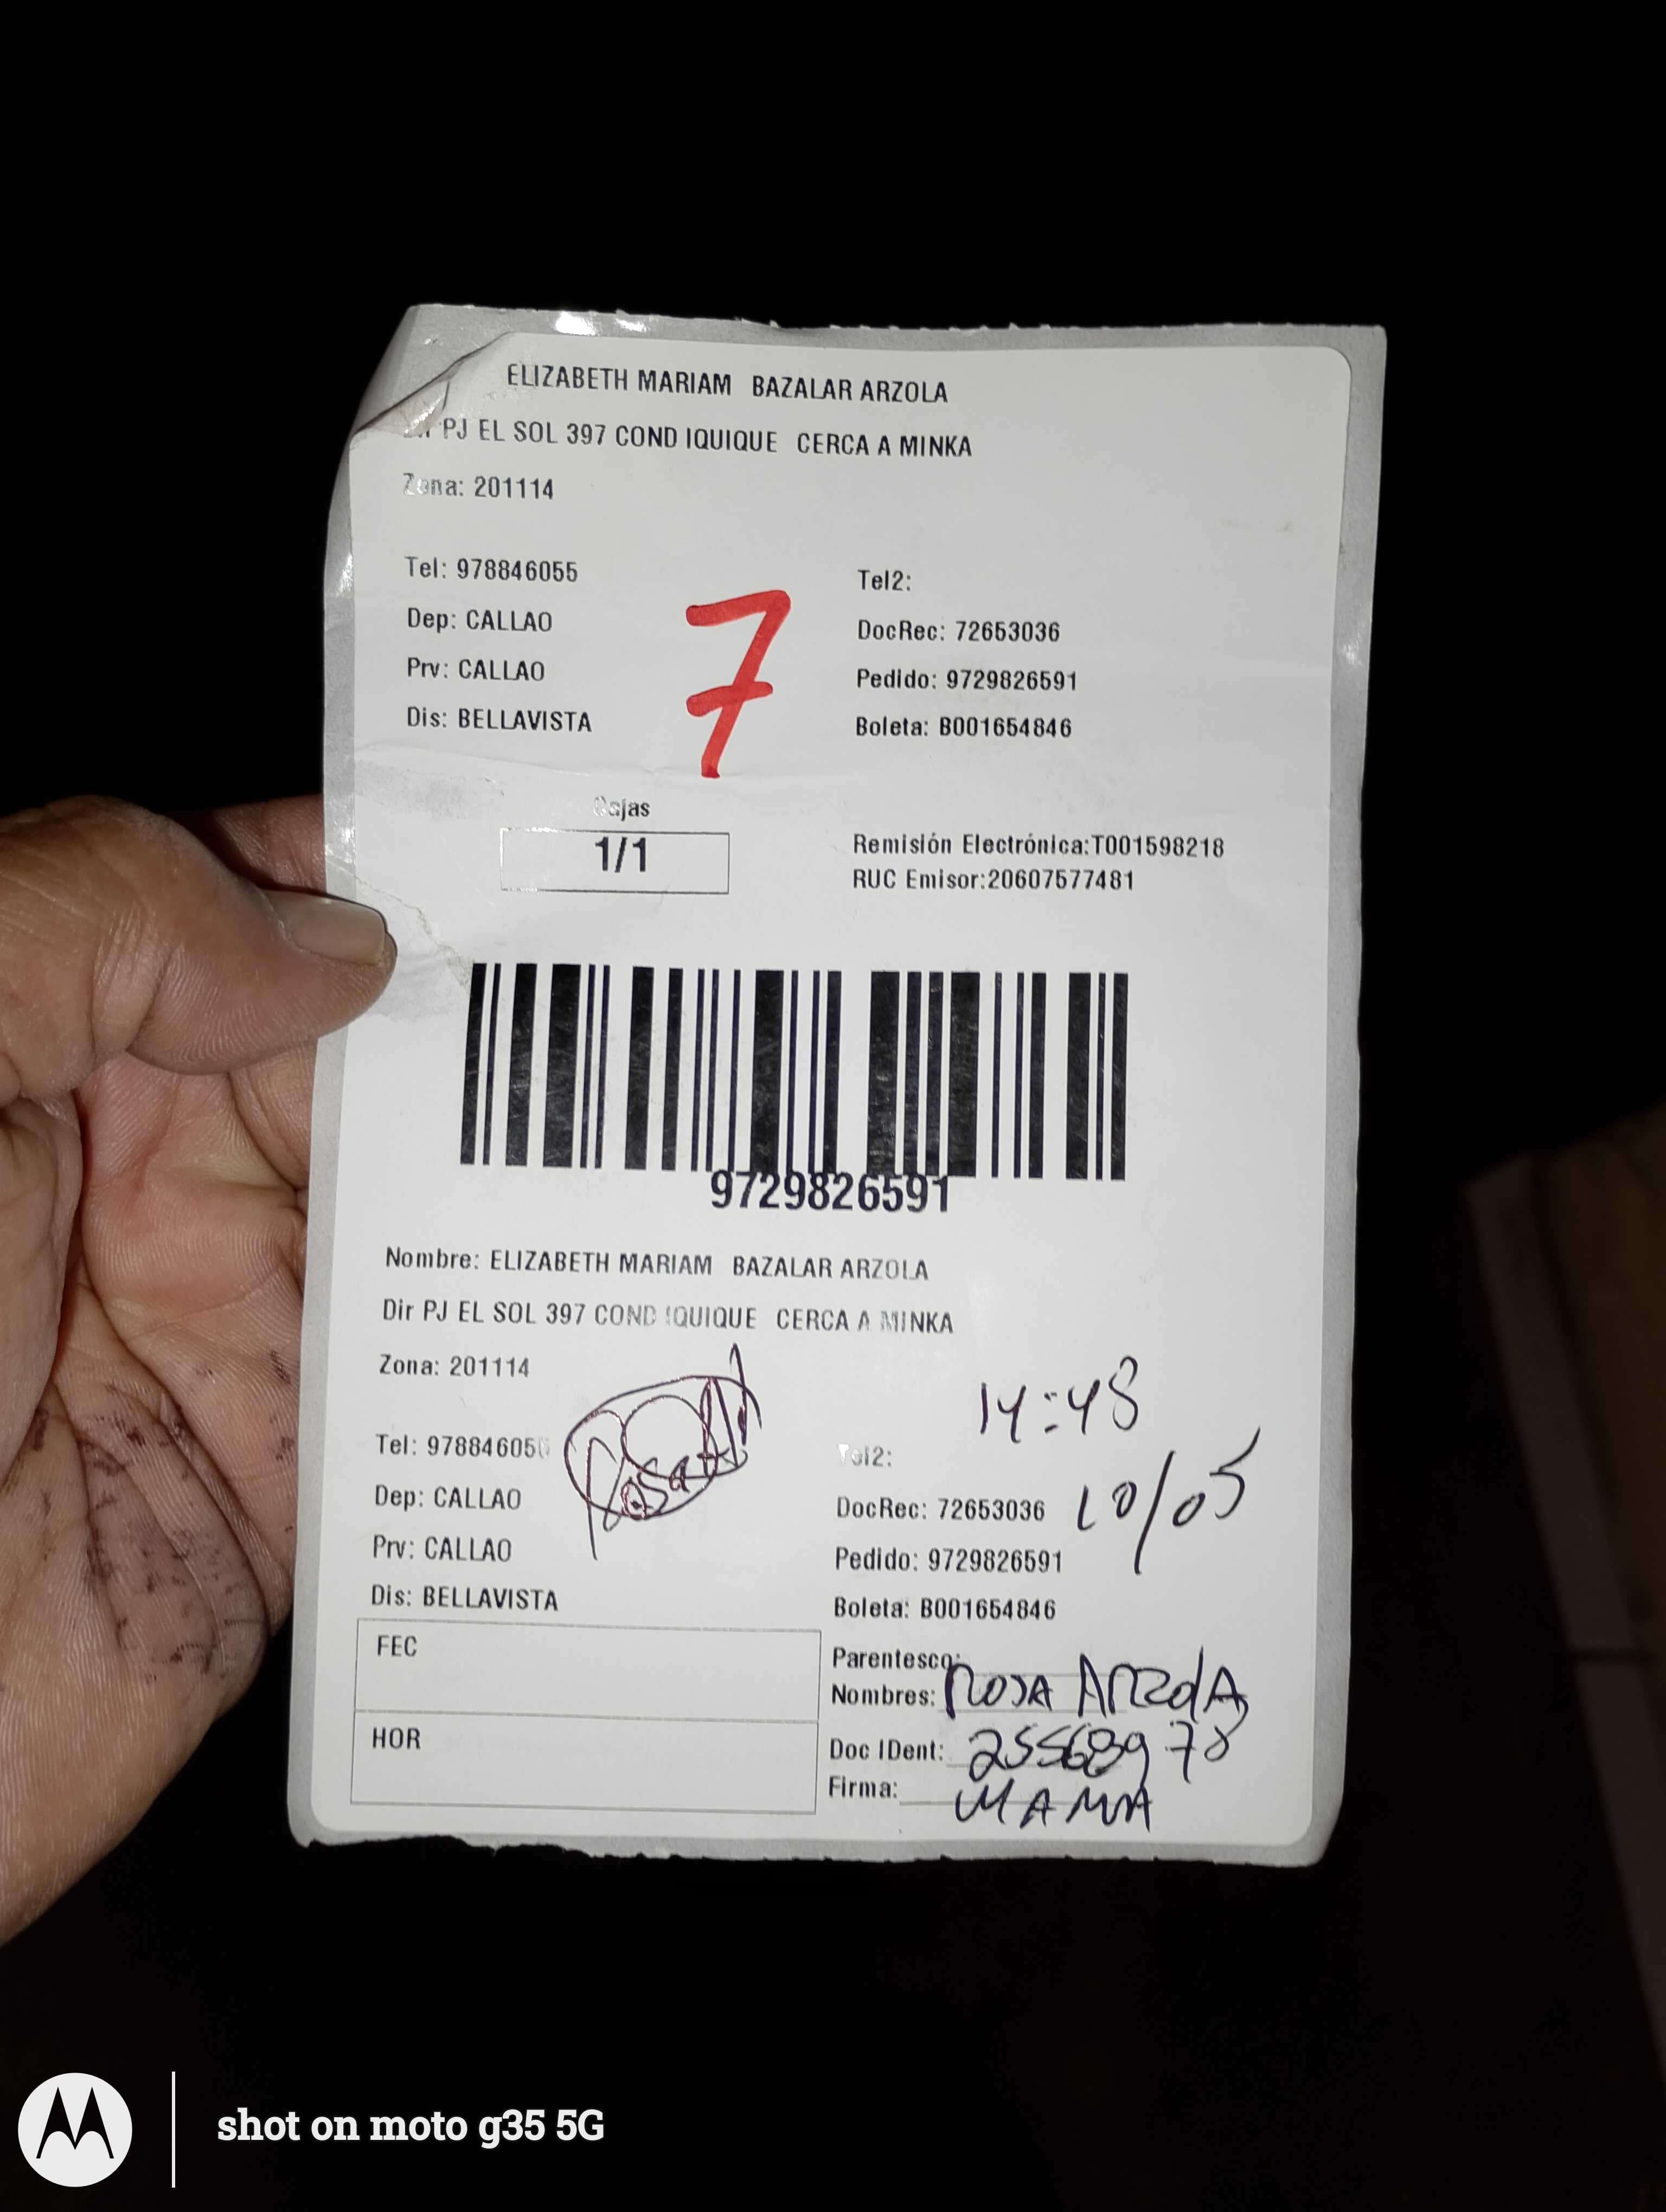 ELIZABETH MARIAM BAZALAR ARZOLA
Dir PJ EL SOL 397 COND IQUIQUE CERCA A MINKA
Zona: 201114
Tel: 978846055
Tel2:
Dep: CALLAO
DocRec: 72653036
Prv: CALLAO
Pedido: 9729826591
Dis: BELLAVISTA
Boleta: B001654846
7
Cajas
1/1
Remisión Electrónica:T001598218
RUC Emisor:20607577481
9729826591
Nombre: ELIZABETH MARIAM BAZALAR ARZOLA
Dir PJ EL SOL 397 COND IQUIQUE CERCA A MINKA
Zona: 201114
14:48
Tel: 978846055
Tel2:
Dep: CALLAO
DocRec: 72653036
10/05
Prv: CALLAO
Pedido: 9729826591
Dis: BELLAVISTA
Boleta: B001654846
FEC
Parentesco:
Nombres: ROSA ArzolA
HOR
Doc IDent:
Firma: MAMA
shot on moto g35 5G